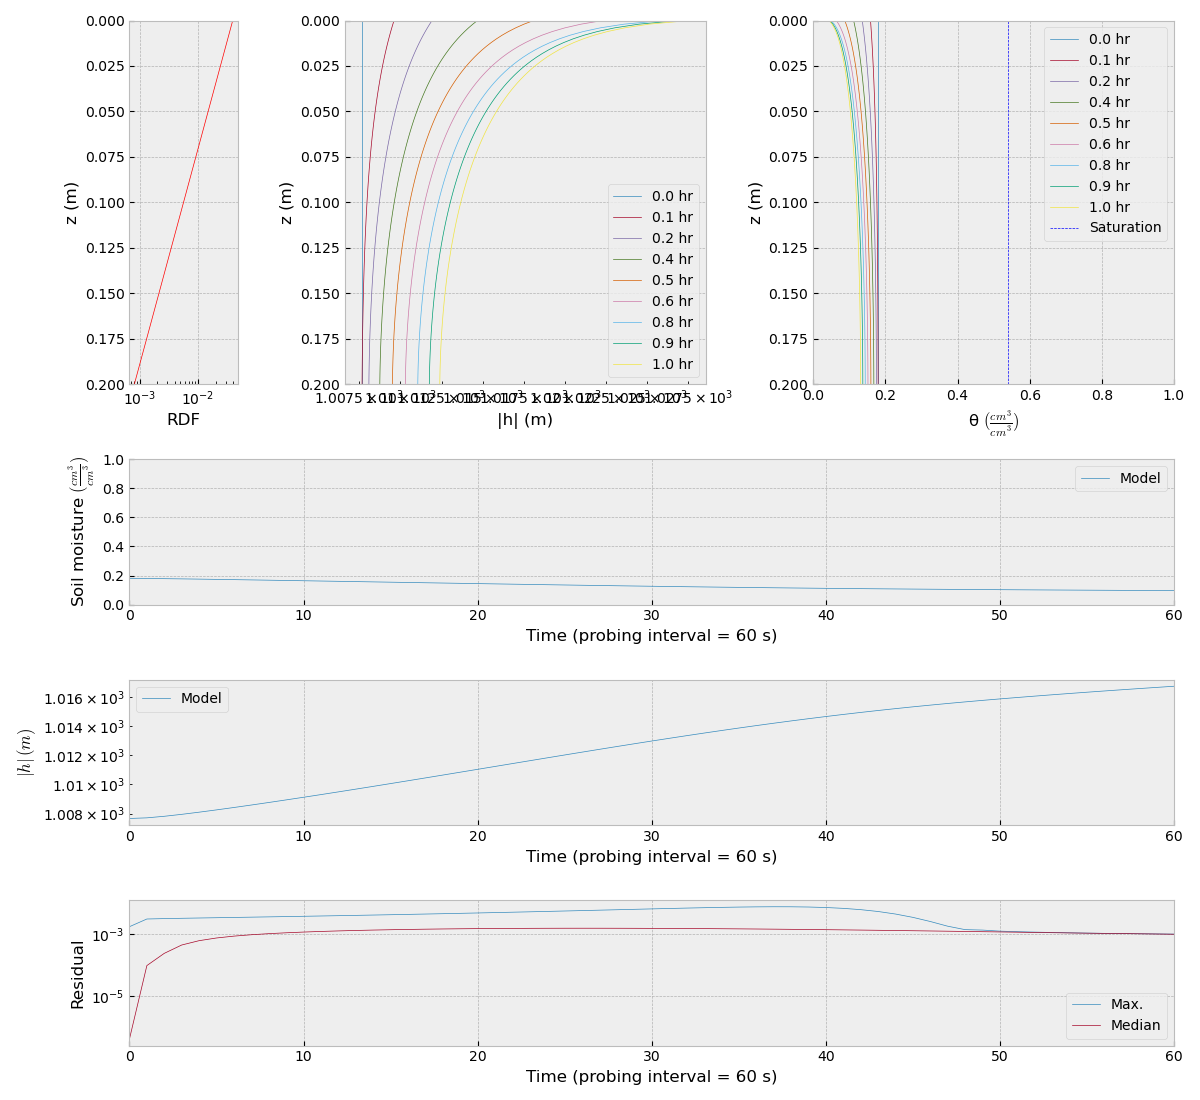 0.000
0.025
0.050
0.075
0.100
0.125
0.150
0.175
0.200
z (m)
10⁻³ 10⁻²
RDF
0.000
0.025
0.050
0.075
0.100
0.125
0.150
0.175
0.200
z (m)
0.0 hr
0.1 hr
0.2 hr
0.4 hr
0.5 hr
0.6 hr
0.8 hr
0.9 hr
1.0 hr
|h| (m)
0.000
0.025
0.050
0.075
0.100
0.125
0.150
0.175
0.200
z (m)
0.0 hr
0.1 hr
0.2 hr
0.4 hr
0.5 hr
0.6 hr
0.8 hr
0.9 hr
1.0 hr
Saturation
0.0 0.2 0.4 0.6 0.8 1.0
θ (cm³/cm³)
Soil moisture (cm³/cm³)
1.0
0.8
0.6
0.4
0.2
0.0
Model
0 10 20 30 40 50 60
Time (probing interval = 60 s)
|h| (m)
1.016 × 10³
1.014 × 10³
1.012 × 10³
1.01 × 10³
1.008 × 10³
Model
0 10 20 30 40 50 60
Time (probing interval = 60 s)
Residual
10⁻³
10⁻⁵
Max.
Median
0 10 20 30 40 50 60
Time (probing interval = 60 s)